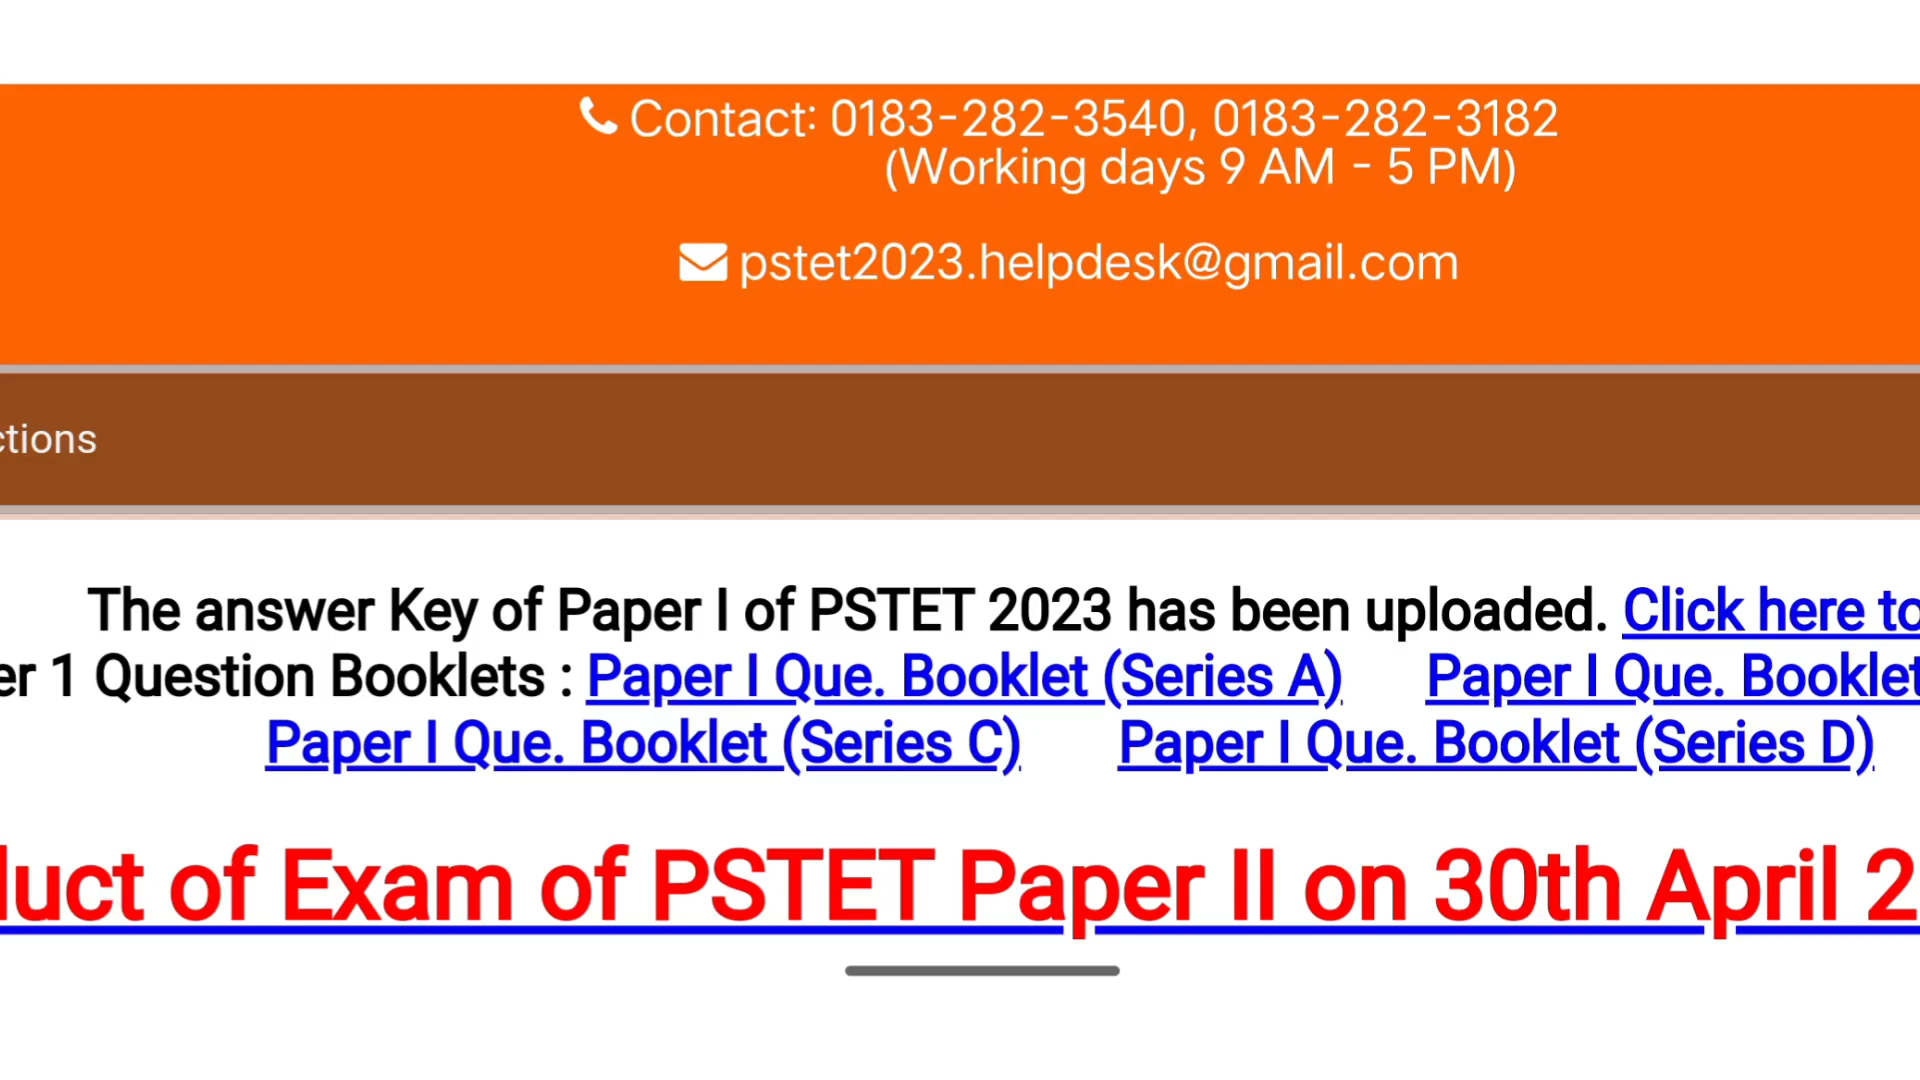 Contact: 0183-282-3540, 0183-282-3182
(Working days 9 AM - 5 PM)
pstet2023.helpdesk@gmail.com
ctions
The answer Key of Paper I of PSTET 2023 has been uploaded. Click here to
er 1 Question Booklets : Paper I Que. Booklet (Series A) Paper I Que. Booklet
Paper I Que. Booklet (Series C) Paper I Que. Booklet (Series D)
duct of Exam of PSTET Paper II on 30th April 2